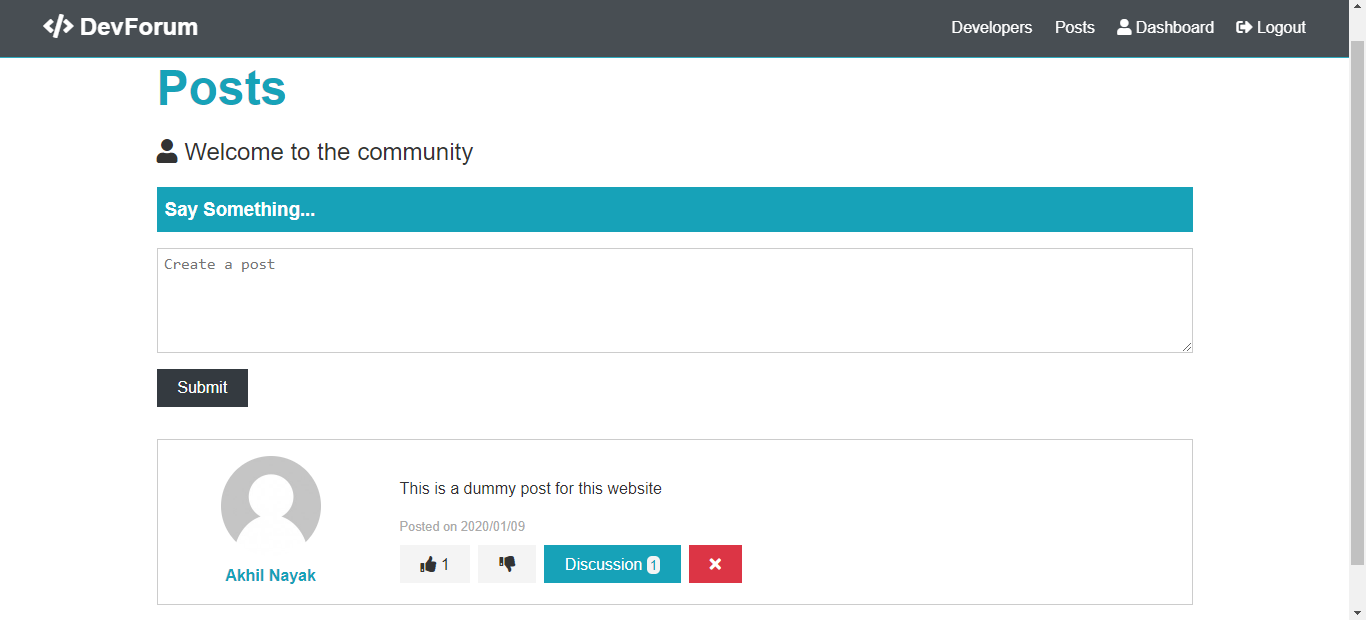 </> DevForum Developers Posts Dashboard Logout
Posts
Welcome to the community
Say Something...
Create a post
Submit
This is a dummy post for this website
Posted on 2020/01/09
1 Discussion 1
Akhil Nayak